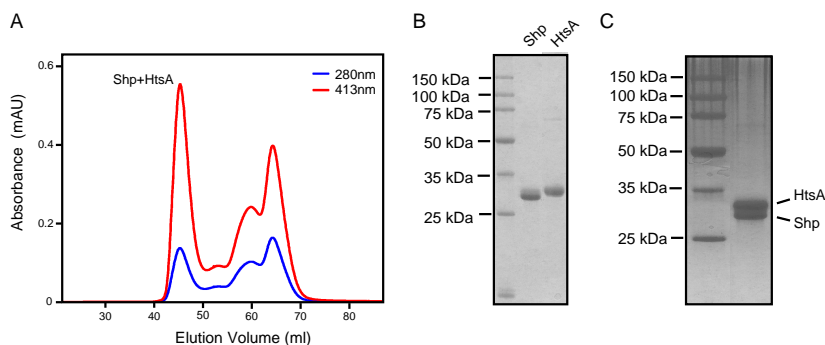 A
Absorbance (mAU)
0.6
0.4
0.2
0
Shp+HtsA
280nm
413nm
30
40
50
60
70
80
Elution Volume (ml)
B
Shp
HtsA
150 kDa
100 kDa
75 kDa
50 kDa
35 kDa
25 kDa
C
150 kDa
100 kDa
75 kDa
50 kDa
35 kDa
25 kDa
HtsA
Shp